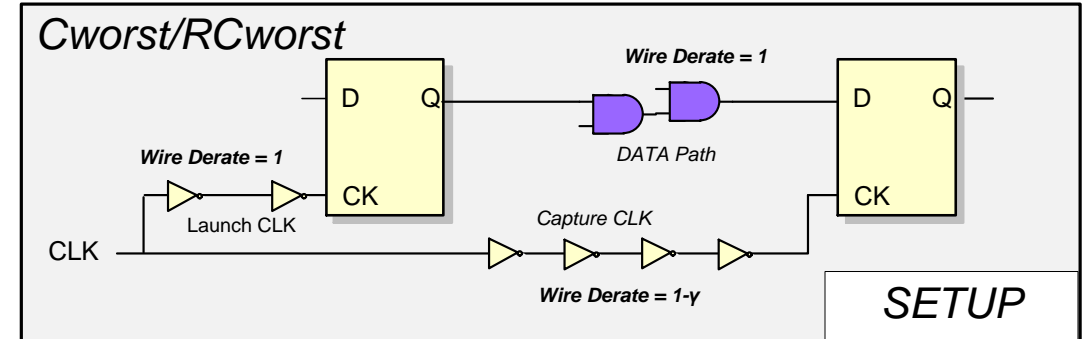 Cworst/RCworst
Wire Derate = 1
D Q
D Q
Wire Derate = 1
DATA Path
CK
CK
Launch CLK
Capture CLK
CLK
Wire Derate = 1-γ
SETUP